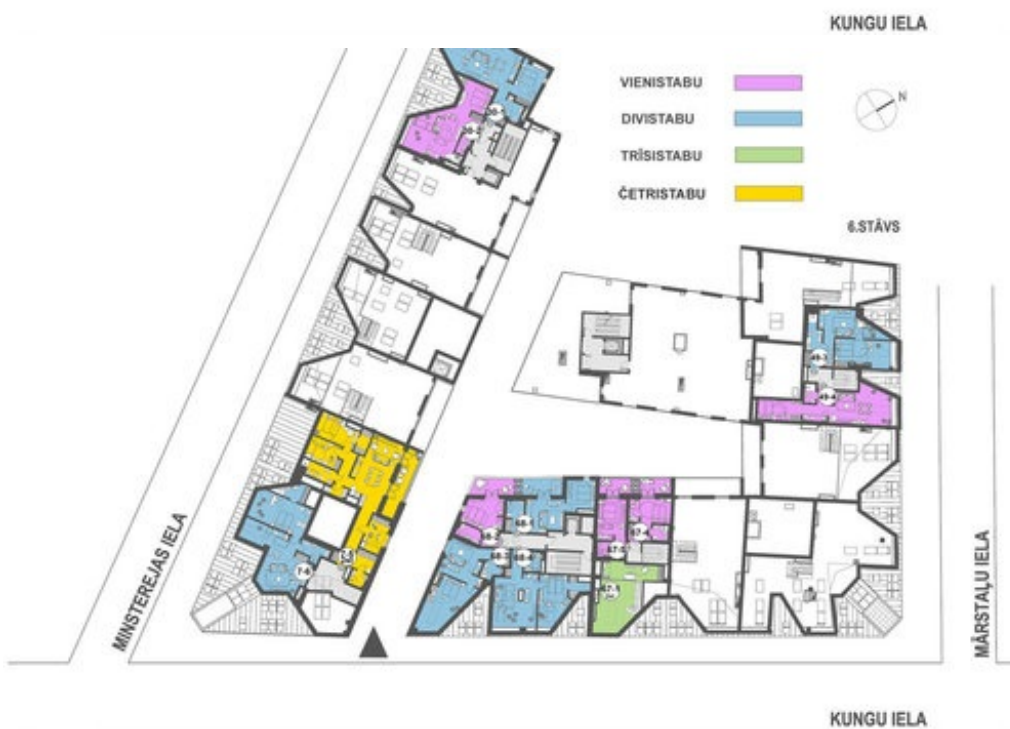 KUNGU IELA
VIENISTABU
DIVISTABU
TRĪSISTABU
ČETRISTABU
N
6.STĀVS
MINSTEREJAS IELA
MĀRSTAĻU IELA
KUNGU IELA